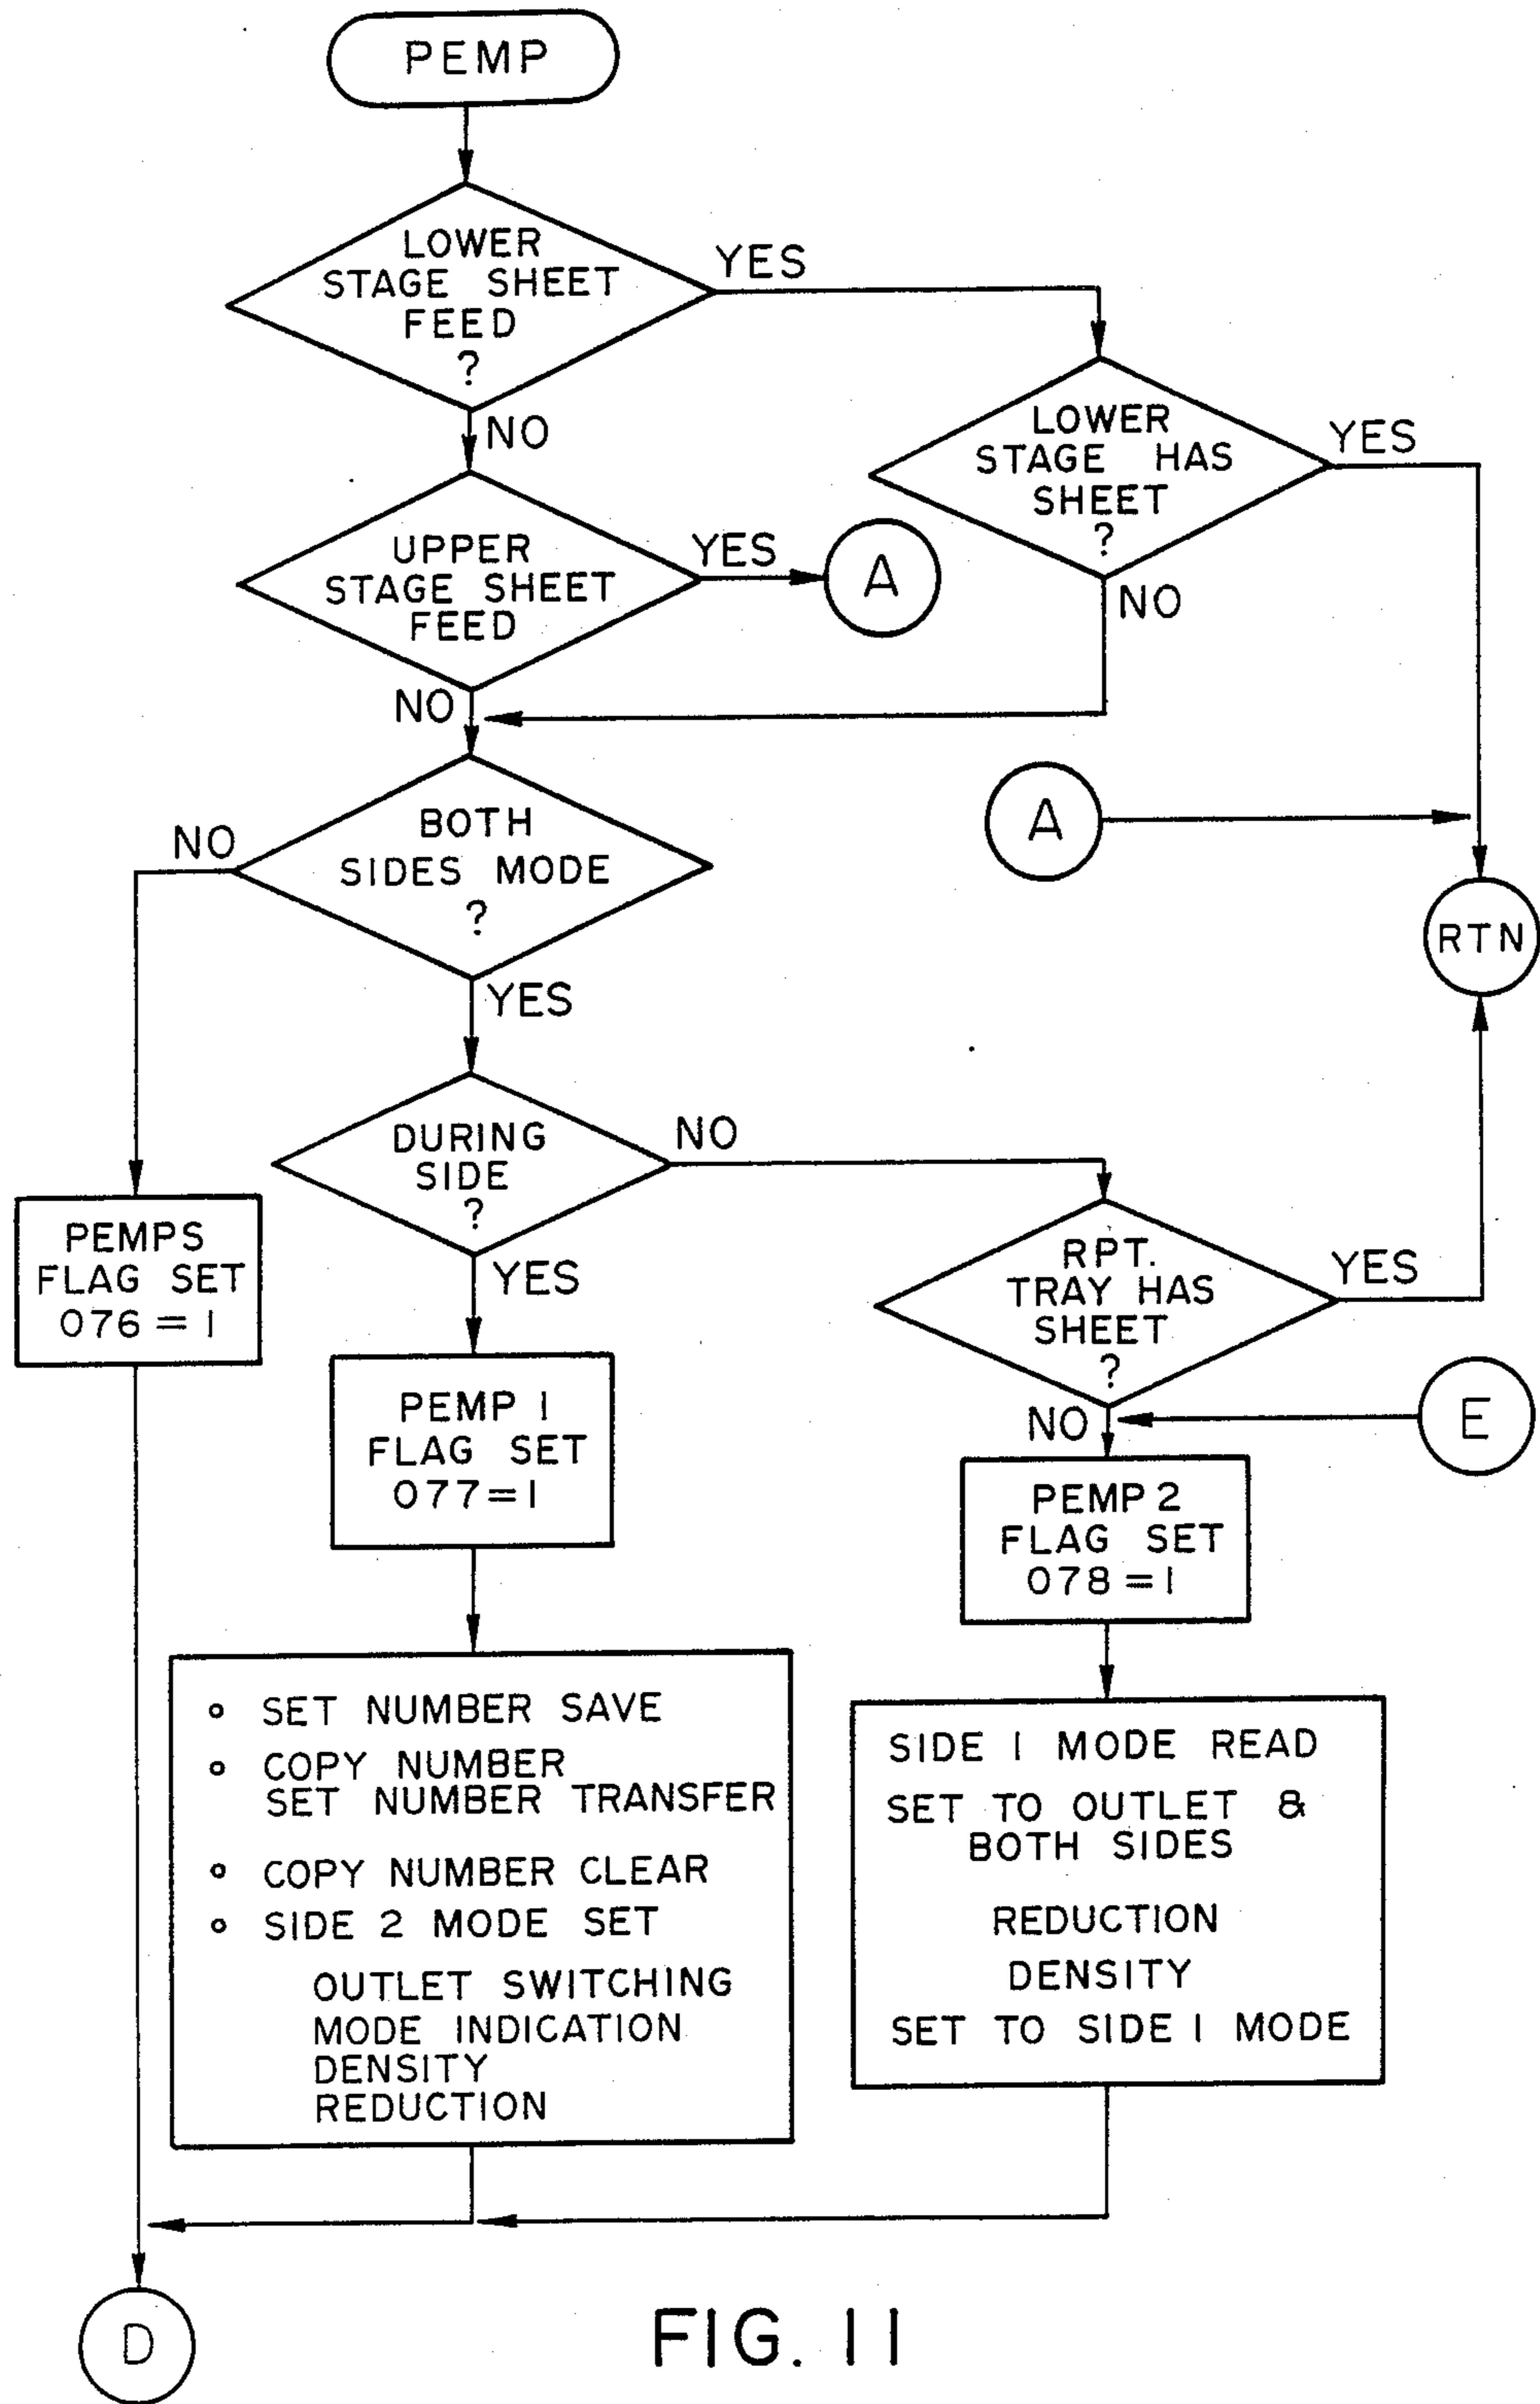 PEMP
LOWER
STAGE SHEET
FEED
?
YES
NO
LOWER
STAGE HAS
SHEET
?
YES
NO
UPPER
STAGE SHEET
FEED
YES
A
NO
A
RTN
BOTH
SIDES MODE
?
NO
YES
DURING
SIDE
?
NO
YES
RPT.
TRAY HAS
SHEET
?
YES
NO
E
PEMPS
FLAG SET
076 = 1
PEMP 1
FLAG SET
077=1
PEMP 2
FLAG SET
078 = 1
° SET NUMBER SAVE
° COPY NUMBER
SET NUMBER TRANSFER
° COPY NUMBER CLEAR
° SIDE 2 MODE SET
OUTLET SWITCHING
MODE INDICATION
DENSITY
REDUCTION
SIDE 1 MODE READ
SET TO OUTLET &
BOTH SIDES
REDUCTION
DENSITY
SET TO SIDE 1 MODE
D
FIG. 11